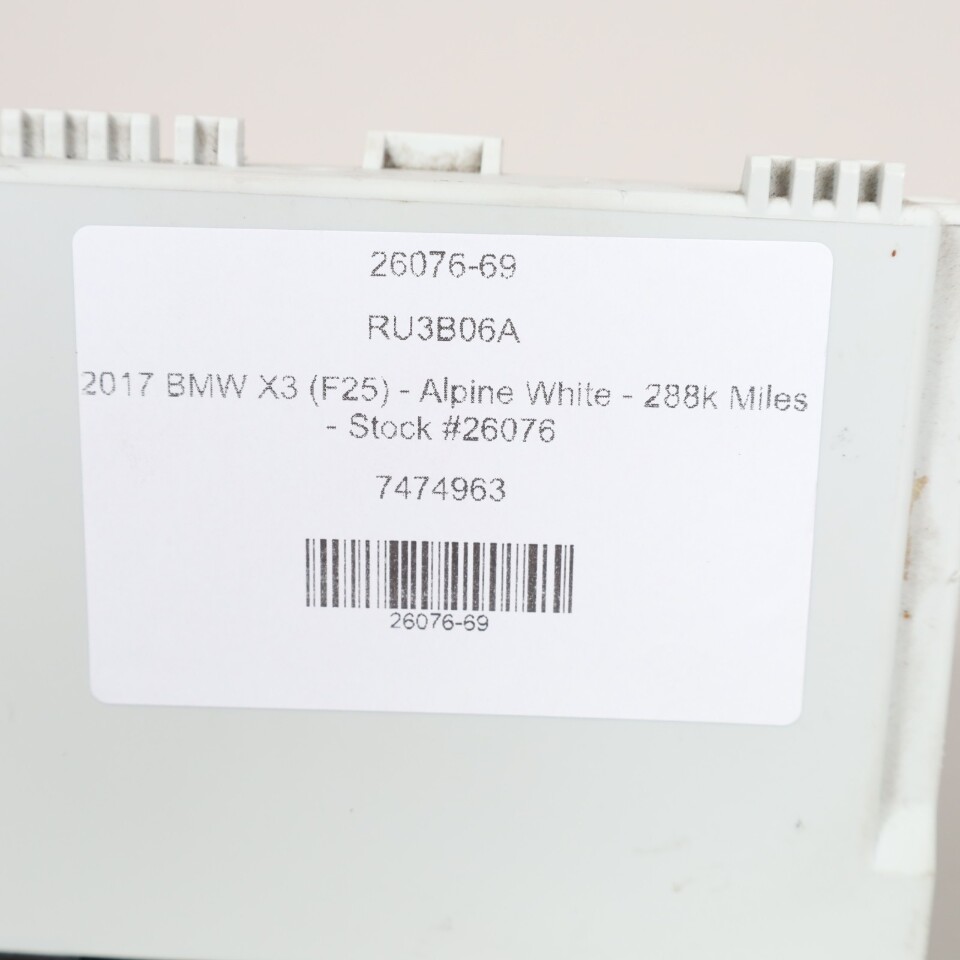 26076-69
RU3B06A
2017 BMW X3 (F25) - Alpine White - 288k Miles
- Stock #26076
7474963
26076-69